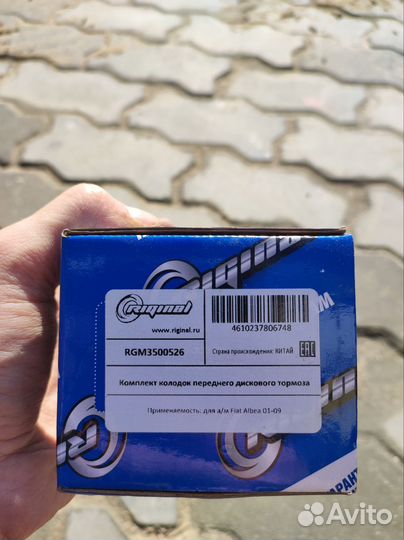 Riginal
www.riginal.ru
4610237806748
RGM3500526
Страна происхождения: КИТАЙ
EAC
Комплект колодок переднего дискового тормоза
Применяемость: для а/м Fiat Albea 01-09
Avito